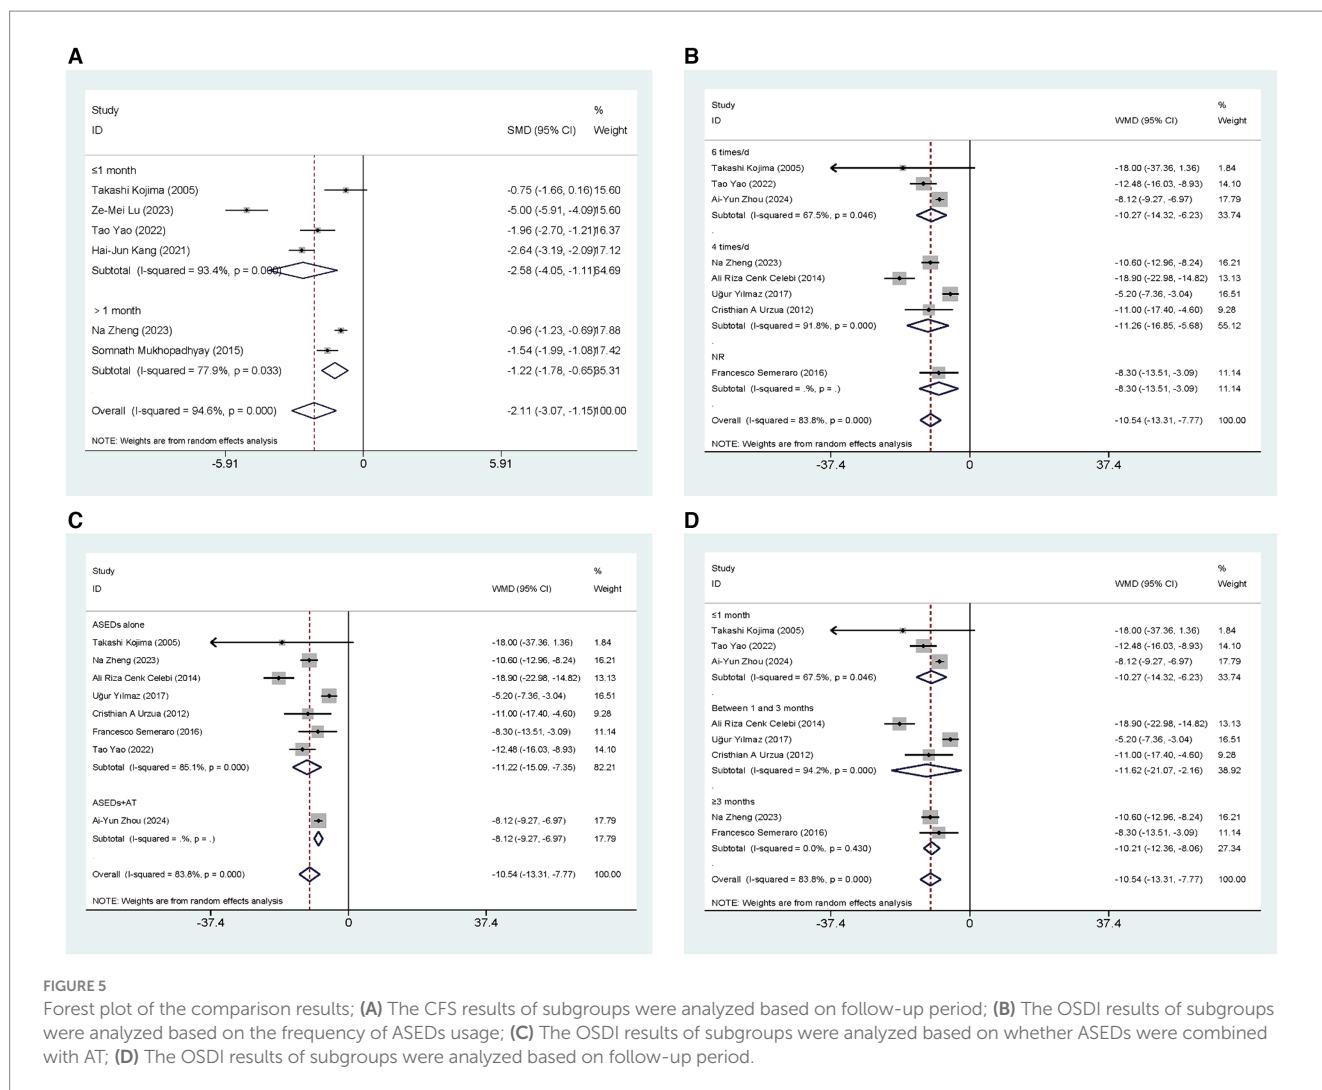 A
Study %
ID SMD (95% CI) Weight
≤1 month
Takashi Kojima (2005) -0.75 (-1.66, 0.16) 15.60
Ze-Mei Lu (2023) -5.00 (-5.91, -4.09) 15.60
Tao Yao (2022) -1.96 (-2.70, -1.21) 16.37
Hai-Jun Kang (2021) -2.64 (-3.19, -2.09) 17.12
Subtotal (I-squared = 93.4%, p = 0.000) -2.58 (-4.05, -1.11) 64.69
> 1 month
Na Zheng (2023) -0.96 (-1.23, -0.69) 17.88
Somnath Mukhopadhyay (2015) -1.54 (-1.99, -1.08) 17.42
Subtotal (I-squared = 77.9%, p = 0.033) -1.22 (-1.78, -0.65) 35.31
Overall (I-squared = 94.6%, p = 0.000) -2.11 (-3.07, -1.15) 100.00
NOTE: Weights are from random effects analysis
-5.91 0 5.91
B
Study %
ID WMD (95% CI) Weight
6 times/d
Takashi Kojima (2005) -18.00 (-37.36, 1.36) 1.84
Tao Yao (2022) -12.48 (-16.03, -8.93) 14.10
Ai-Yun Zhou (2024) -8.12 (-9.27, -6.97) 17.79
Subtotal (I-squared = 67.5%, p = 0.046) -10.27 (-14.32, -6.23) 33.74
.
4 times/d
Na Zheng (2023) -10.60 (-12.96, -8.24) 16.21
Ali Riza Cenk Celebi (2014) -18.90 (-22.98, -14.82) 13.13
Uğur Yılmaz (2017) -5.20 (-7.36, -3.04) 16.51
Cristhian A Urzua (2012) -11.00 (-17.40, -4.60) 9.28
Subtotal (I-squared = 91.8%, p = 0.000) -11.26 (-16.85, -5.68) 55.12
.
NR
Francesco Semeraro (2016) -8.30 (-13.51, -3.09) 11.14
Subtotal (I-squared = .%, p = .) -8.30 (-13.51, -3.09) 11.14
.
Overall (I-squared = 83.8%, p = 0.000) -10.54 (-13.31, -7.77) 100.00
NOTE: Weights are from random effects analysis
-37.4 0 37.4
C
Study %
ID WMD (95% CI) Weight
ASEDs alone
Takashi Kojima (2005) -18.00 (-37.36, 1.36) 1.84
Na Zheng (2023) -10.60 (-12.96, -8.24) 16.21
Ali Riza Cenk Celebi (2014) -18.90 (-22.98, -14.82) 13.13
Uğur Yılmaz (2017) -5.20 (-7.36, -3.04) 16.51
Cristhian A Urzua (2012) -11.00 (-17.40, -4.60) 9.28
Francesco Semeraro (2016) -8.30 (-13.51, -3.09) 11.14
Tao Yao (2022) -12.48 (-16.03, -8.93) 14.10
Subtotal (I-squared = 85.1%, p = 0.000) -11.22 (-15.09, -7.35) 82.21
.
ASEDs+AT
Ai-Yun Zhou (2024) -8.12 (-9.27, -6.97) 17.79
Subtotal (I-squared = .%, p = .) -8.12 (-9.27, -6.97) 17.79
.
Overall (I-squared = 83.8%, p = 0.000) -10.54 (-13.31, -7.77) 100.00
NOTE: Weights are from random effects analysis
-37.4 0 37.4
D
Study %
ID WMD (95% CI) Weight
≤1 month
Takashi Kojima (2005) -18.00 (-37.36, 1.36) 1.84
Tao Yao (2022) -12.48 (-16.03, -8.93) 14.10
Ai-Yun Zhou (2024) -8.12 (-9.27, -6.97) 17.79
Subtotal (I-squared = 67.5%, p = 0.046) -10.27 (-14.32, -6.23) 33.74
.
Between 1 and 3 months
Ali Riza Cenk Celebi (2014) -18.90 (-22.98, -14.82) 13.13
Uğur Yılmaz (2017) -5.20 (-7.36, -3.04) 16.51
Cristhian A Urzua (2012) -11.00 (-17.40, -4.60) 9.28
Subtotal (I-squared = 94.2%, p = 0.000) -11.62 (-21.07, -2.16) 38.92
.
≥3 months
Na Zheng (2023) -10.60 (-12.96, -8.24) 16.21
Francesco Semeraro (2016) -8.30 (-13.51, -3.09) 11.14
Subtotal (I-squared = 0.0%, p = 0.430) -10.21 (-12.36, -8.06) 27.34
.
Overall (I-squared = 83.8%, p = 0.000) -10.54 (-13.31, -7.77) 100.00
NOTE: Weights are from random effects analysis
-37.4 0 37.4
FIGURE 5
Forest plot of the comparison results; (A) The CFS results of subgroups were analyzed based on follow-up period; (B) The OSDI results of subgroups
were analyzed based on the frequency of ASEDs usage; (C) The OSDI results of subgroups were analyzed based on whether ASEDs were combined
with AT; (D) The OSDI results of subgroups were analyzed based on follow-up period.